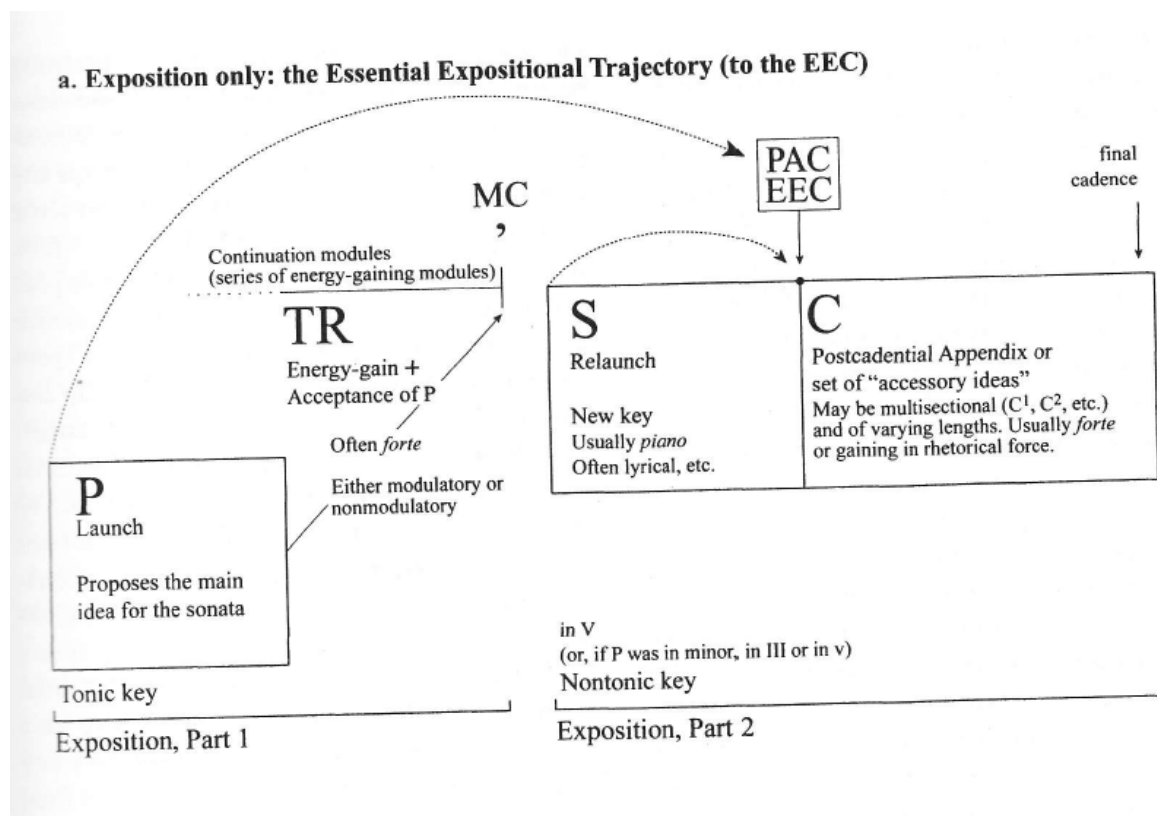 a. Exposition only: the Essential Expositional Trajectory (to the EEC)
PAC
EEC
final
cadence
MC
,
Continuation modules
(series of energy-gaining modules)
TR
Energy-gain +
Acceptance of P
Often forte
Either modulatory or
nonmodulatory
P
Launch
Proposes the main
idea for the sonata
Tonic key
Exposition, Part 1
S
Relaunch
New key
Usually piano
Often lyrical, etc.
C
Postcadential Appendix or
set of “accessory ideas”
May be multisectional (C¹, C², etc.)
and of varying lengths. Usually forte
or gaining in rhetorical force.
in V
(or, if P was in minor, in III or in v)
Nontonic key
Exposition, Part 2